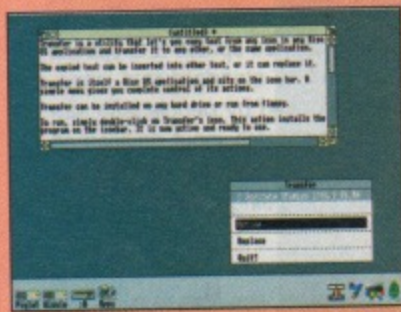 (untitled) *
Transfer is a utility that let's you copy text from any icon in any Risc
OS application and transfer it to any other, or the same application.
The copied text can be inserted into other text, or it can replace it.
Transfer is itself a Risc OS application and sits on the icon bar. A
simple menu gives you complete control of its actions.
Transfer can be installed on any hard drive or run from floppy.
To run, simply double-click on Transfer's icon. This action installs the
program on the iconbar. It is now active and ready to use.
Transfer
Replace
Quit?
:0